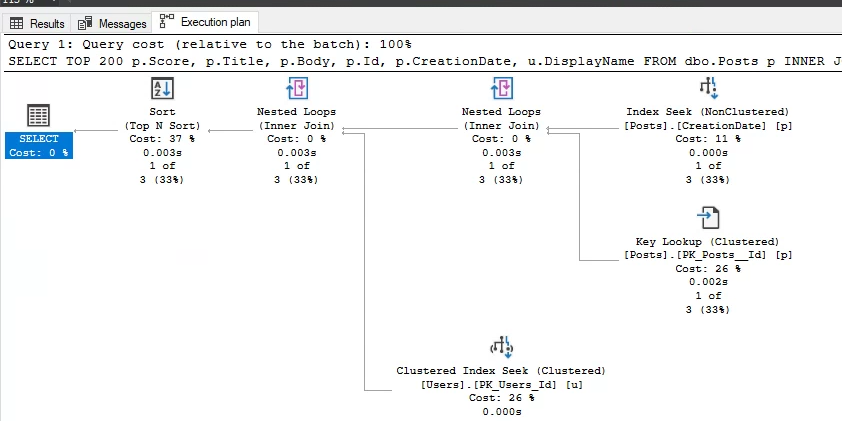 Results Messages Execution plan
Query 1: Query cost (relative to the batch): 100%
SELECT TOP 200 p.Score, p.Title, p.Body, p.Id, p.CreationDate, u.DisplayName FROM dbo.Posts p INNER J
SELECT
Cost: 0 %
Sort
(Top N Sort)
Cost: 37 %
0.003s
1 of
3 (33%)
Nested Loops
(Inner Join)
Cost: 0 %
0.003s
1 of
3 (33%)
Nested Loops
(Inner Join)
Cost: 0 %
0.003s
1 of
3 (33%)
Index Seek (NonClustered)
[Posts].[CreationDate] [p]
Cost: 11 %
0.000s
1 of
3 (33%)
Key Lookup (Clustered)
[Posts].[PK_Posts__Id] [p]
Cost: 26 %
0.002s
1 of
3 (33%)
Clustered Index Seek (Clustered)
[Users].[PK_Users_Id] [u]
Cost: 26 %
0.000s